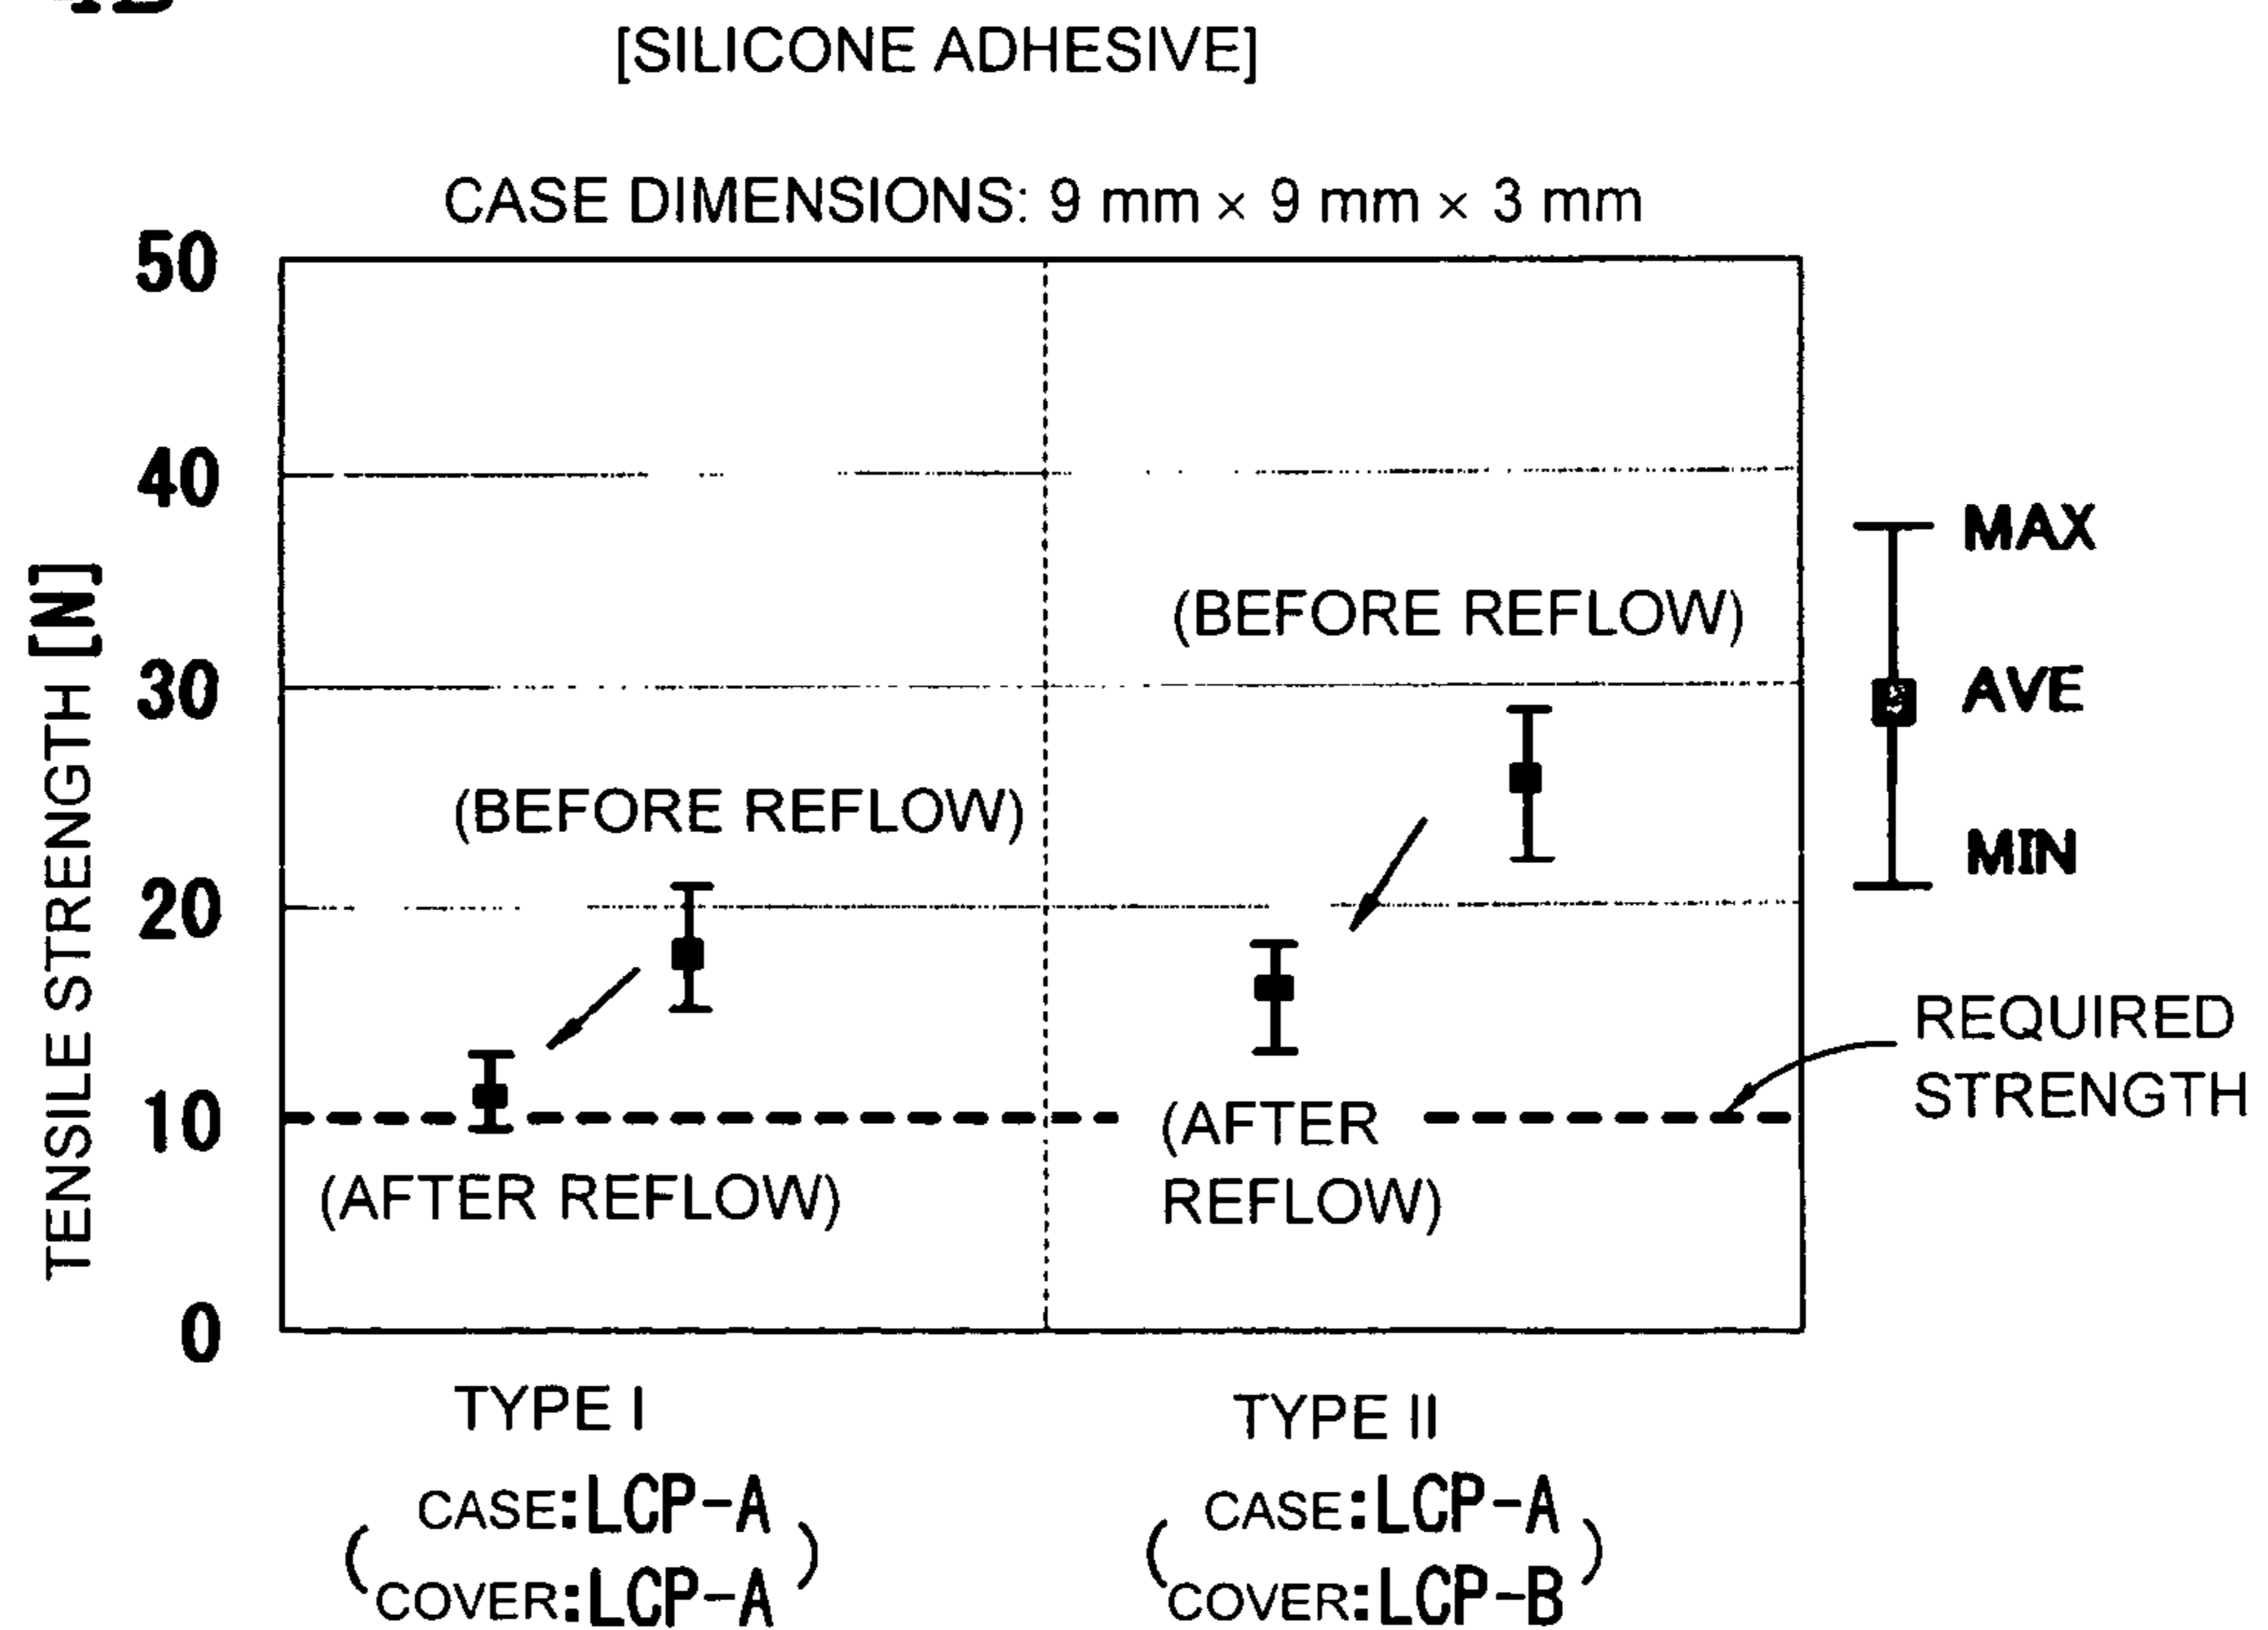 [SILICONE ADHESIVE]
CASE DIMENSIONS: 9 mm × 9 mm × 3 mm
50
40
30
20
10
0
TENSILE STRENGTH [N]
(BEFORE REFLOW)
(AFTER REFLOW)
(BEFORE REFLOW)
(AFTER
REFLOW)
MAX
AVE
MIN
REQUIRED
STRENGTH
TYPE I
(CASE:LCP-A
COVER:LCP-A)
TYPE II
(CASE:LCP-A
COVER:LCP-B)